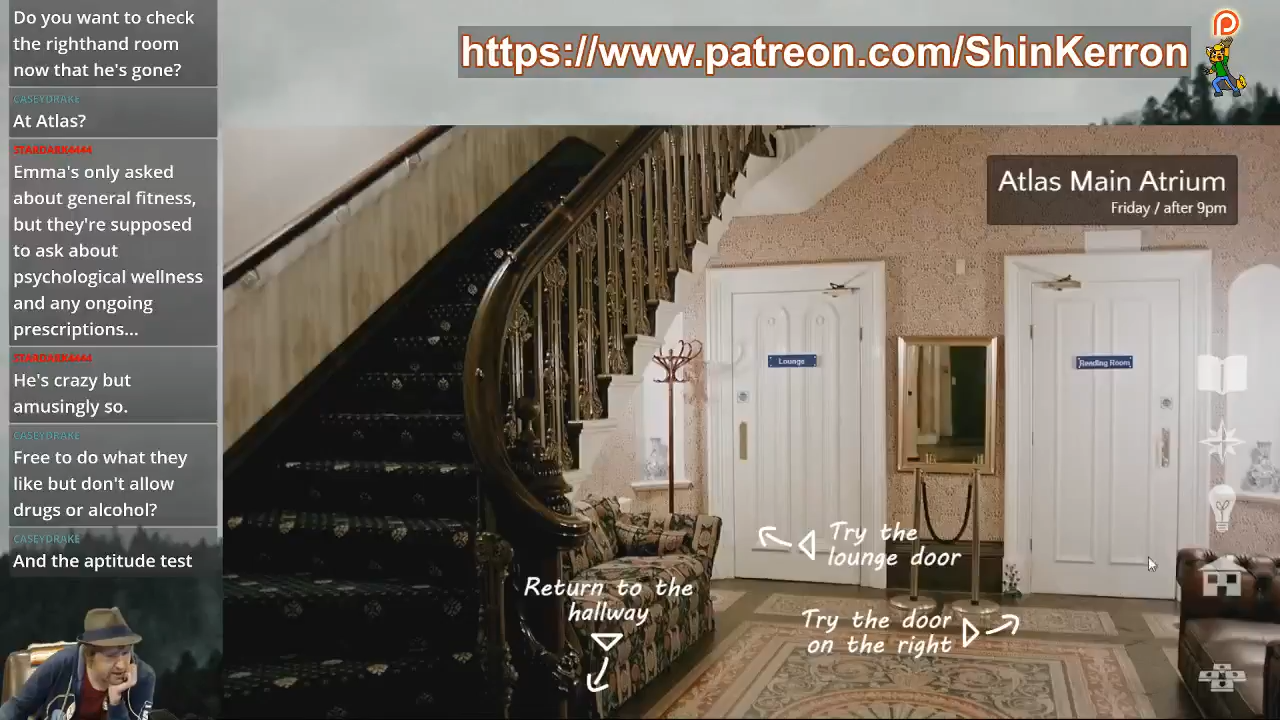 Do you want to check
the righthand room
now that he's gone?
CASEYDRAKE
At Atlas?
Emma's only asked
about general fitness,
but they're supposed
to ask about
psychological wellness
and any ongoing
prescriptions...
He's crazy but
amusingly so.
CASEYDRAKE
Free to do what they
like but don't allow
drugs or alcohol?
CASEYDRAKE
And the aptitude test
https://www.patreon.com/ShinKerron
Atlas Main Atrium
Friday / after 9pm
Lounge
Reading Room
Try the
lounge door
Return to the
hallway
Try the door
on the right